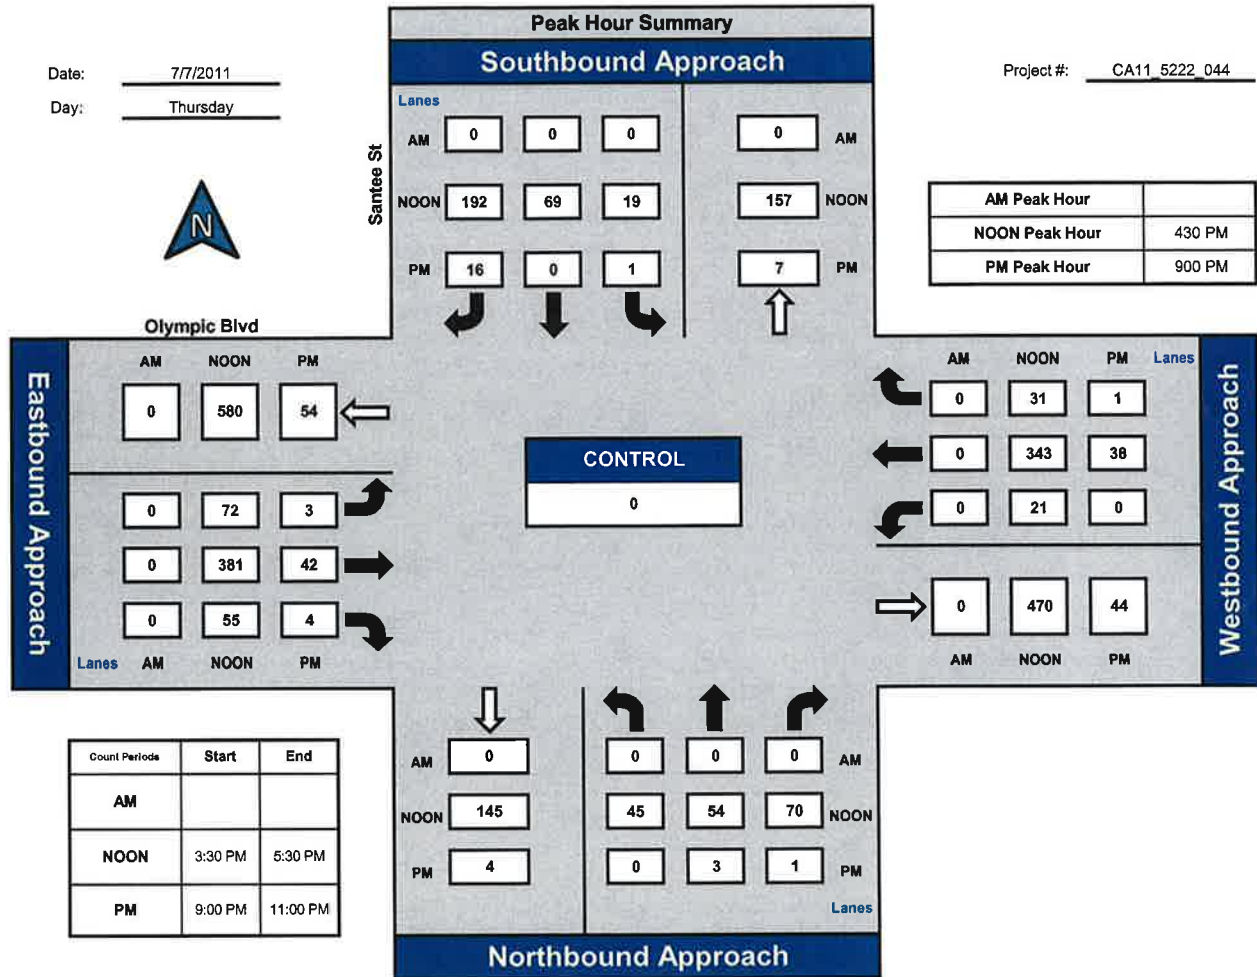 Peak Hour Summary
Southbound Approach
Date: 7/7/2011
Project #: CA11_5222_044
Day: Thursday
Lanes
Santee St
AM 0 0 0 0 AM
NOON 192 69 19 157 NOON
PM 16 0 1 7 PM
N
AM Peak Hour
NOON Peak Hour 430 PM
PM Peak Hour 900 PM
Olympic Blvd
Eastbound Approach
AM NOON PM
0 580 54
0 72 3
0 381 42
0 55 4
Lanes AM NOON PM
CONTROL
0
AM NOON PM Lanes
0 31 1
0 343 38
0 21 0
0 470 44
AM NOON PM
Westbound Approach
Count Periods Start End
AM
NOON 3:30 PM 5:30 PM
PM 9:00 PM 11:00 PM
AM 0 0 0 0 AM
NOON 145 45 54 70 NOON
PM 4 0 3 1 PM
Lanes
Northbound Approach